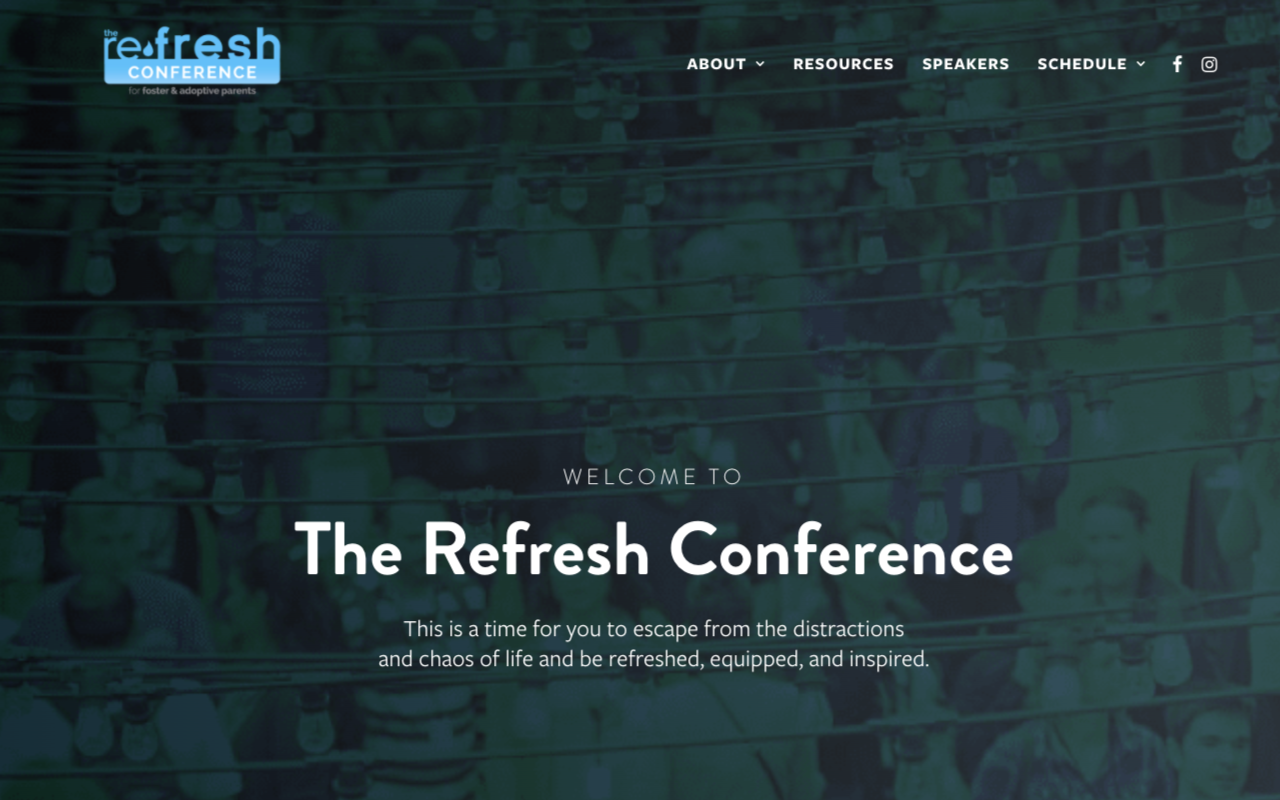 the
refresh
CONFERENCE
for foster & adoptive parents
ABOUT RESOURCES SPEAKERS SCHEDULE
WELCOME TO
The Refresh Conference
This is a time for you to escape from the distractions
and chaos of life and be refreshed, equipped, and inspired.